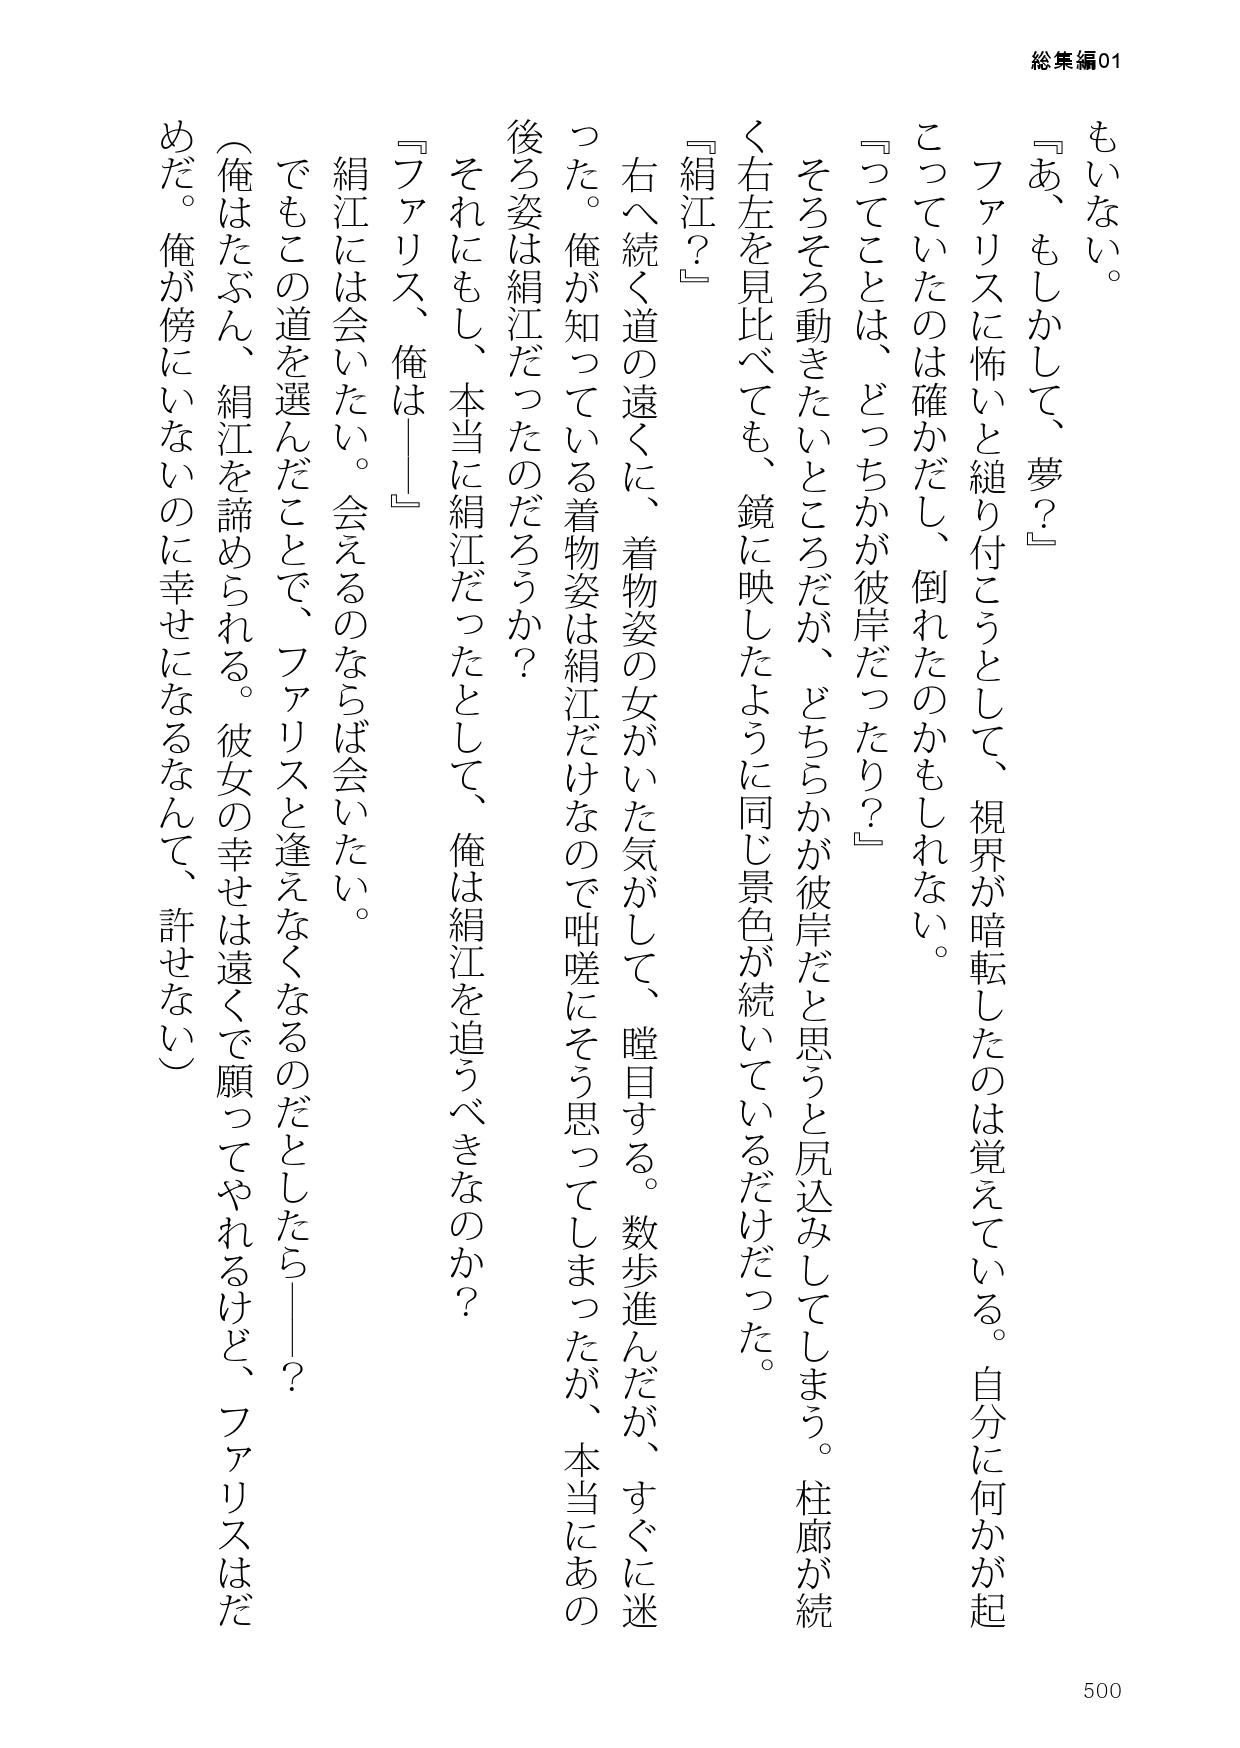 総集編01
もいない。
『あ、もしかして、夢？』
ファリスに怖いと縋り付こうとして、視界が暗転したのは覚えている。自分に何かが起
こっていたのは確かだし、倒れたのかもしれない。
『ってことは、どっちかが彼岸だったり？』
そろそろ動きたいところだが、どちらかが彼岸だと思うと尻込みしてしまう。柱廊が続
く右左を見比べても、鏡に映したように同じ景色が続いているだけだった。
『絹江？』
右へ続く道の遠くに、着物姿の女がいた気がして、瞠目する。数歩進んだが、すぐに迷
った。俺が知っている着物姿は絹江だけなので咄嗟にそう思ってしまったが、本当にあの
後ろ姿は絹江だったのだろうか？
それにもし、本当に絹江だったとして、俺は絹江を追うべきなのか？
『ファリス、俺は――』
絹江には会いたい。会えるのならば会いたい。
でもこの道を選んだことで、ファリスと逢えなくなるのだとしたら――？
（俺はたぶん、絹江を諦められる。彼女の幸せは遠くで願ってやれるけど、ファリスはだ
めだ。俺が傍にいないのに幸せになるなんて、許せない）
500